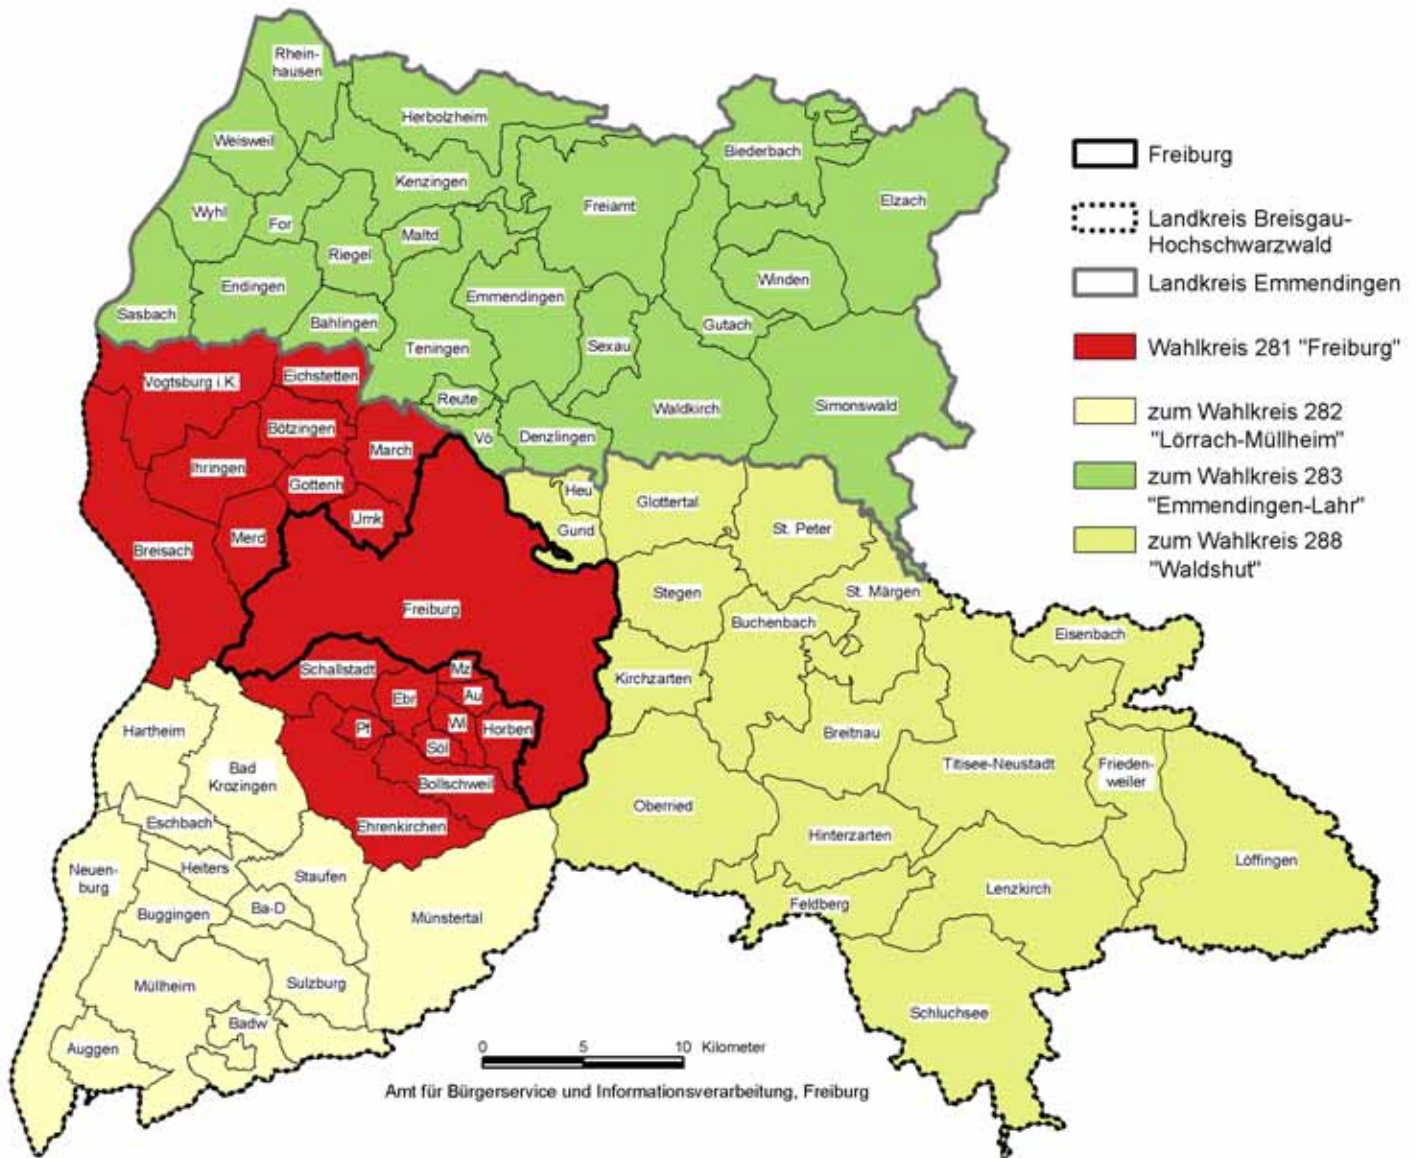 Rhein-
hausen
Herbolzheim
Weisweil
Biederbach
Kenzingen
Elzach
Wyhl
For
Freiamt
Maltd
Riegel
Winden
Endingen
Emmendingen
Sasbach
Bahlingen
Gutach
Teningen
Sexau
Vogtsburg i.K.
Eichstetten
Reute
Waldkirch
Simonswald
Bötzingen
Vö
Denzlingen
March
Ihringen
Gottenh
Heu
Glottertal
Umk
Gund
St. Peter
Merd
Breisach
Stegen
St. Märgen
Freiburg
Buchenbach
Eisenbach
Schallstadt
Mz
Kirchzarten
Ebr
Au
Pf
Wi
Horben
Hartheim
Söl
Breitnau
Bad
Krozingen
Bollschweil
Titisee-Neustadt
Frieden-
weiler
Oberried
Eschbach
Ehrenkirchen
Hinterzarten
Neuen-
burg
Heiters
Staufen
Löffingen
Lenzkirch
Buggingen
Ba-D
Münstertal
Feldberg
Müllheim
Sulzburg
Schluchsee
Badw
Auggen
Freiburg
Landkreis Breisgau-
Hochschwarzwald
Landkreis Emmendingen
Wahlkreis 281 "Freiburg"
zum Wahlkreis 282
"Lörrach-Müllheim"
zum Wahlkreis 283
"Emmendingen-Lahr"
zum Wahlkreis 288
"Waldshut"
0 5 10 Kilometer
Amt für Bürgerservice und Informationsverarbeitung, Freiburg